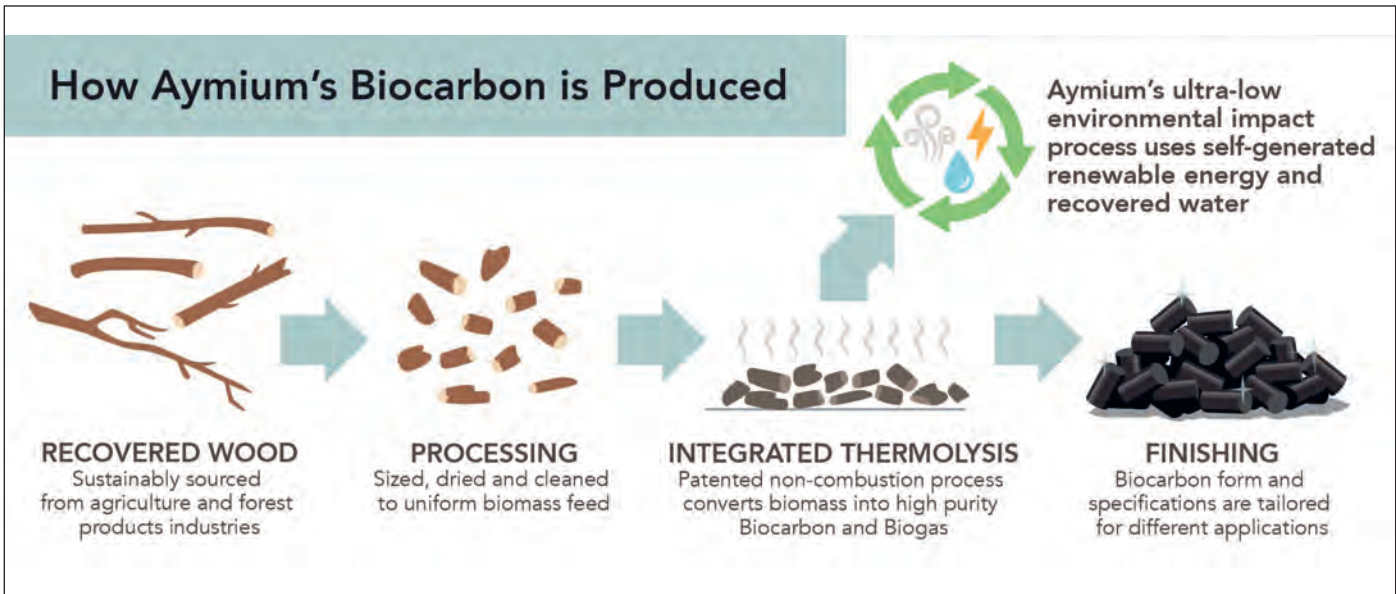 How Aymium's Biocarbon is Produced
Aymium's ultra-low
environmental impact
process uses self-generated
renewable energy and
recovered water
RECOVERED WOOD
Sustainably sourced
from agriculture and forest
products industries
PROCESSING
Sized, dried and cleaned
to uniform biomass feed
INTEGRATED THERMOLYSIS
Patented non-combustion process
converts biomass into high purity
Biocarbon and Biogas
FINISHING
Biocarbon form and
specifications are tailored
for different applications